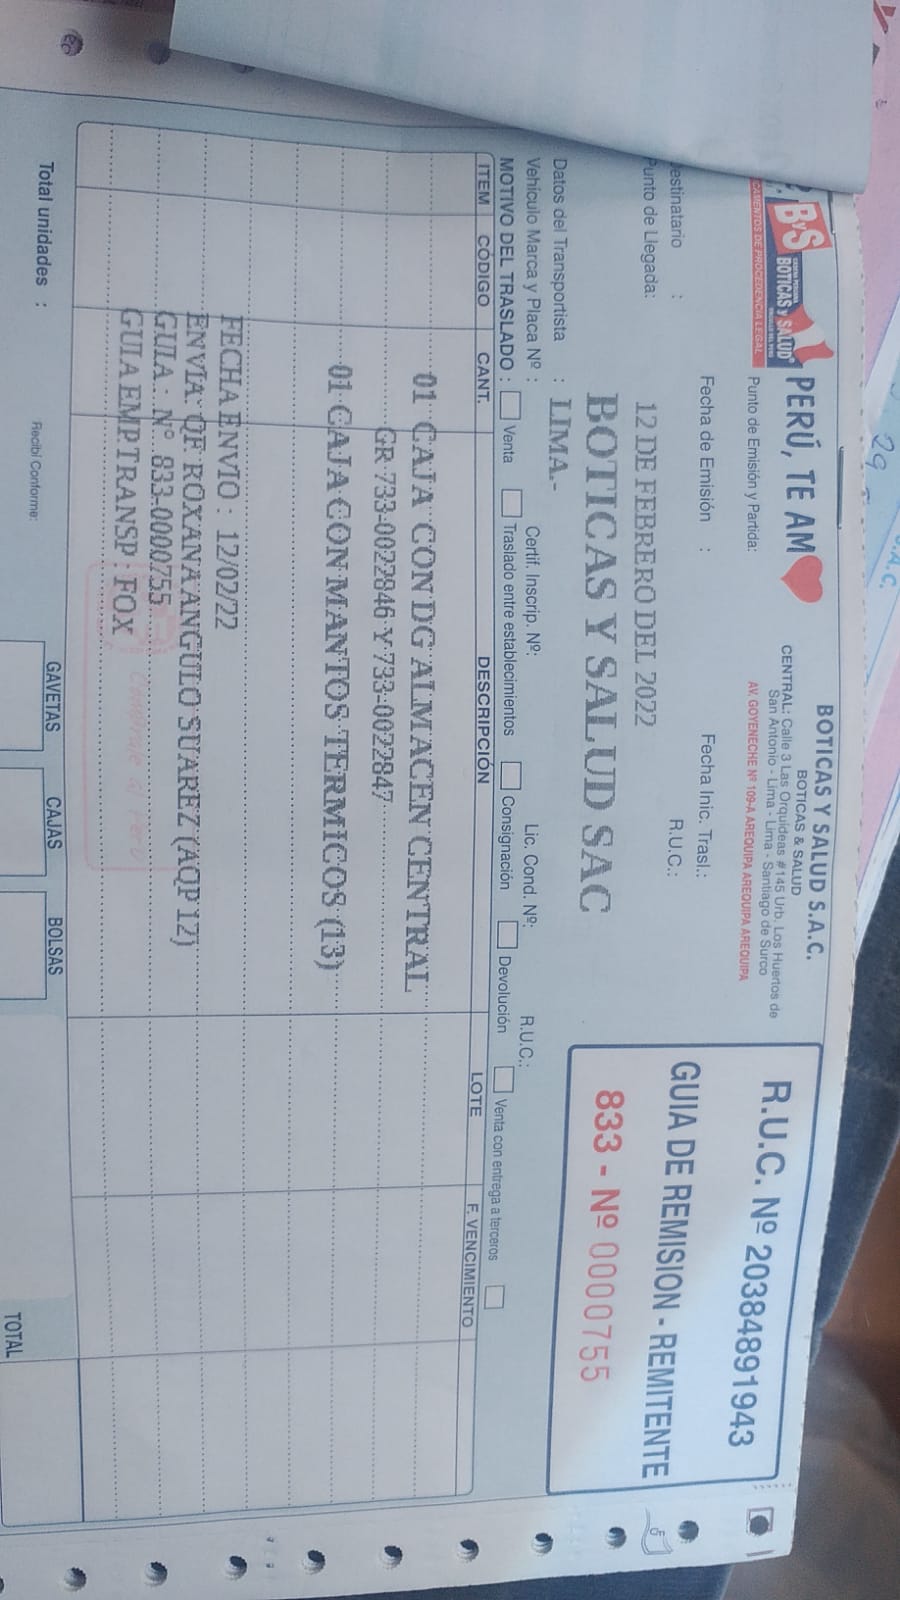 29
S.A.C.
ByS BOTICAS y SALUD PERÚ, TE AM
CAMENTOS DE PROCEDENCIA LEGAL
BOTICAS Y SALUD S.A.C.
BOTICAS & SALUD
CENTRAL: Calle 3 Las Orquideas #145 Urb. Los Huertos de
San Antonio - Lima - Lima - Santiago de Surco
Punto de Emisión y Partida:
AV. GOYENECHE Nº 109-A AREQUIPA AREQUIPA AREQUIPA
R.U.C. Nº 20384891943
GUIA DE REMISION - REMITENTE
833 - Nº 0000755
Fecha de Emisión :
Fecha Inic. Trasl.:
12 DE FEBRERO DEL 2022
estinatario :
R.U.C.:
BOTICAS Y SALUD SAC
Punto de Llegada:
LIMA.-
Datos del Transportista :
Vehículo Marca y Placa Nº :
Certif. Inscrip. Nº:
Lic. Cond. Nº:
R.U.C.:
MOTIVO DEL TRASLADO : Venta Traslado entre establecimientos Consignación Devolución Venta con entrega a terceros
ITEM CÓDIGO CANT. DESCRIPCIÓN LOTE F. VENCIMIENTO
01 CAJA CON DG ALMACEN CENTRAL
GR 733-0022846 Y 733-0022847
01 CAJA CON MANTOS TERMICOS (13)
FECHA ENVIO : 12/02/22
ENVIA : QF. ROXANA ANGULO SUAREZ (AQP 12)
GUIA : N° 833-0000755
GUIA EMP. TRANSP : FOX
Total unidades :
Recibí Conforme:
GAVETAS CAJAS BOLSAS
TOTAL